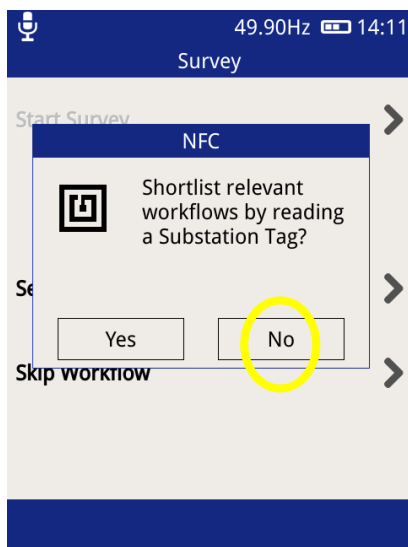 49.90Hz 14:11
Survey
Start Survey
NFC
Shortlist relevant
workflows by reading
a Substation Tag?
Yes No
Skip Workflow